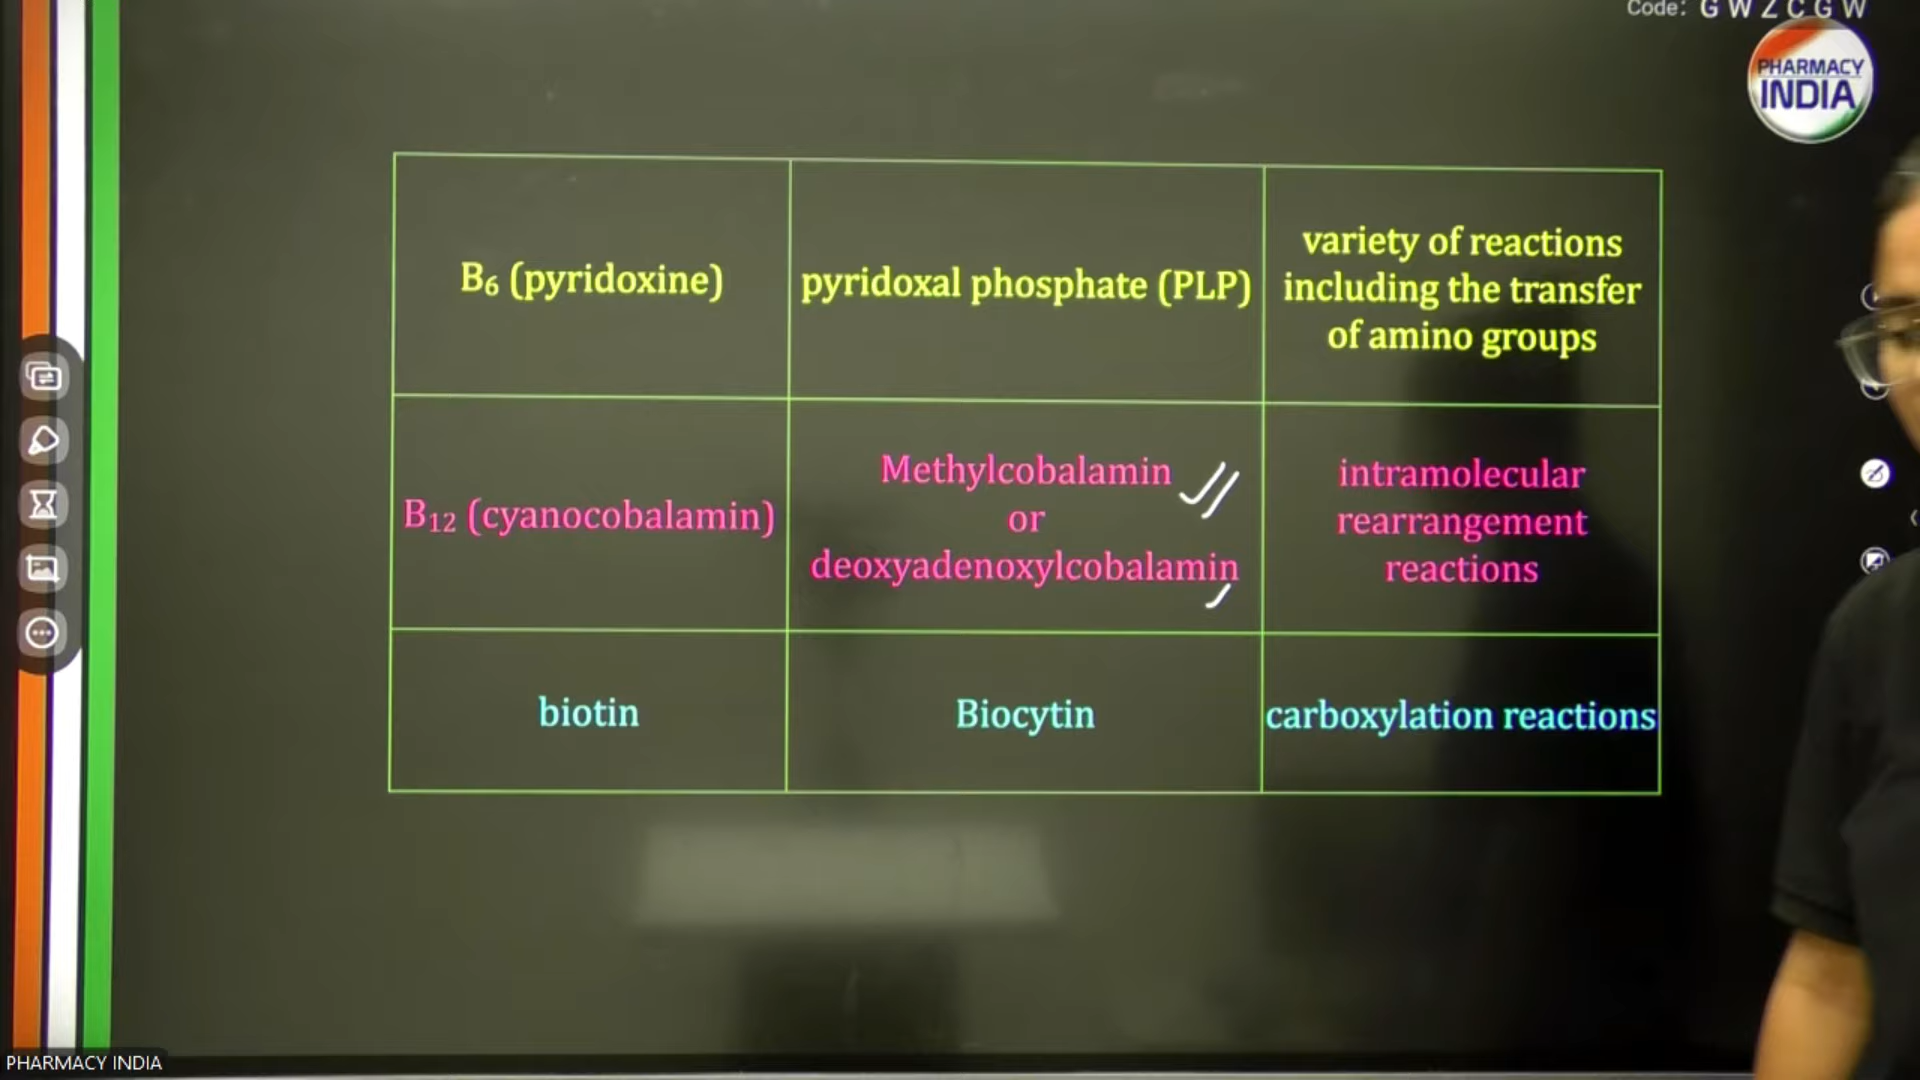 Code: G W Z C G W
PHARMACY
INDIA
B₆ (pyridoxine)
pyridoxal phosphate (PLP)
variety of reactions
including the transfer
of amino groups
B₁₂ (cyanocobalamin)
Methylcobalamin
or
deoxyadenoxylcobalamin
intramolecular
rearrangement
reactions
biotin
Biocytin
carboxylation reactions
PHARMACY INDIA